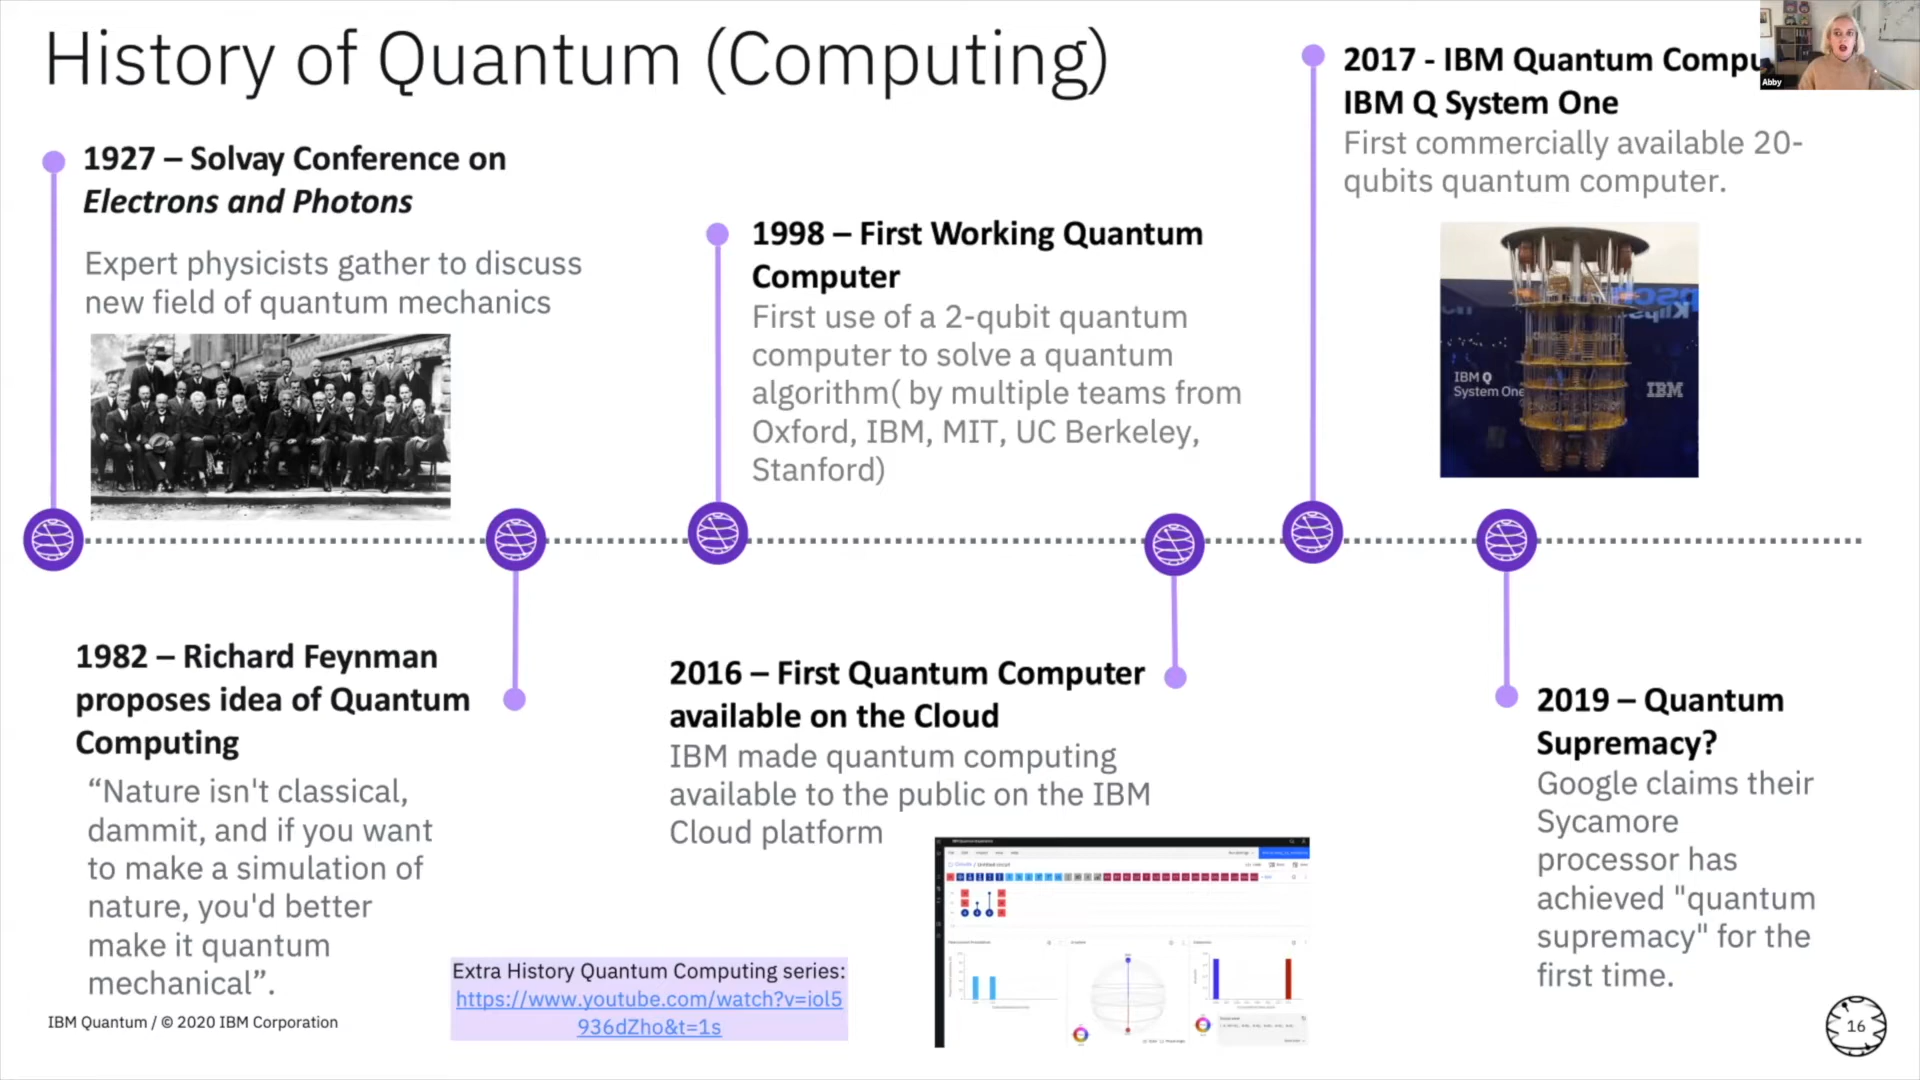 History of Quantum (Computing)
1927 – Solvay Conference on
Electrons and Photons
Expert physicists gather to discuss
new field of quantum mechanics
1998 – First Working Quantum
Computer
First use of a 2-qubit quantum
computer to solve a quantum
algorithm( by multiple teams from
Oxford, IBM, MIT, UC Berkeley,
Stanford)
2017 - IBM Quantum
IBM Q System One
First commercially available 20-
qubits quantum computer.
Abby
IBM Q
System One
IBM
1982 – Richard Feynman
proposes idea of Quantum
Computing
“Nature isn't classical,
dammit, and if you want
to make a simulation of
nature, you'd better
make it quantum
mechanical”.
2016 – First Quantum Computer
available on the Cloud
IBM made quantum computing
available to the public on the IBM
Cloud platform
2019 – Quantum
Supremacy?
Google claims their
Sycamore
processor has
achieved "quantum
supremacy" for the
first time.
Extra History Quantum Computing series:
https://www.youtube.com/watch?v=iol5
936dZho&t=1s
IBM Quantum / © 2020 IBM Corporation
16